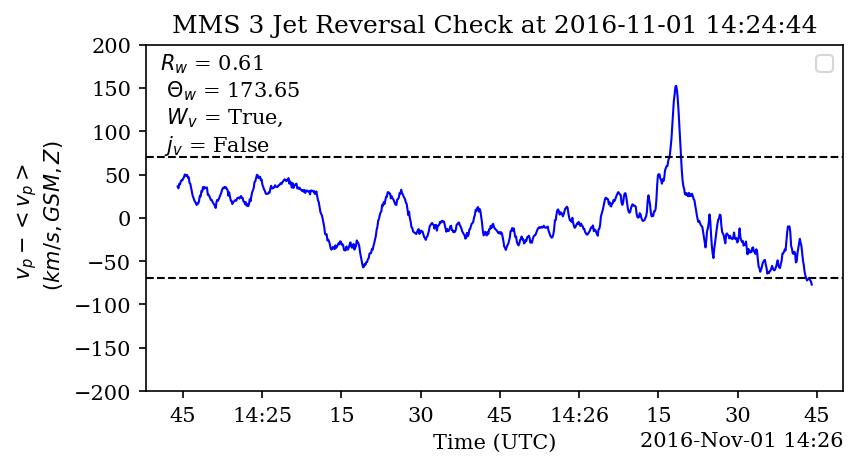 MMS 3 Jet Reversal Check at 2016-11-01 14:24:44
R_w = 0.61
Θ_w = 173.65
W_v = True,
j_v = False
200
150
100
50
0
−50
−100
−150
−200
v_p − < v_p >
(km/s, GSM, Z)
45 14:25 15 30 45 14:26 15 30 45
Time (UTC)
2016-Nov-01 14:26